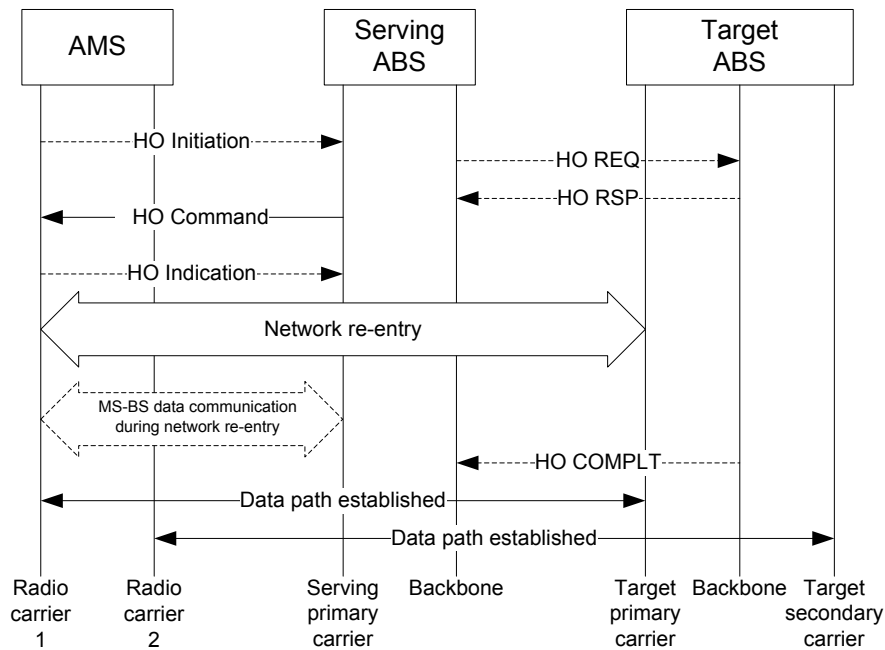 AMS
Serving
ABS
Target
ABS
HO Initiation
HO REQ
HO RSP
HO Command
HO Indication
Network re-entry
MS-BS data communication
during network re-entry
HO COMPLT
Data path established
Data path established
Radio
carrier
1
Radio
carrier
2
Serving
primary
carrier
Backbone
Target
primary
carrier
Backbone
Target
secondary
carrier